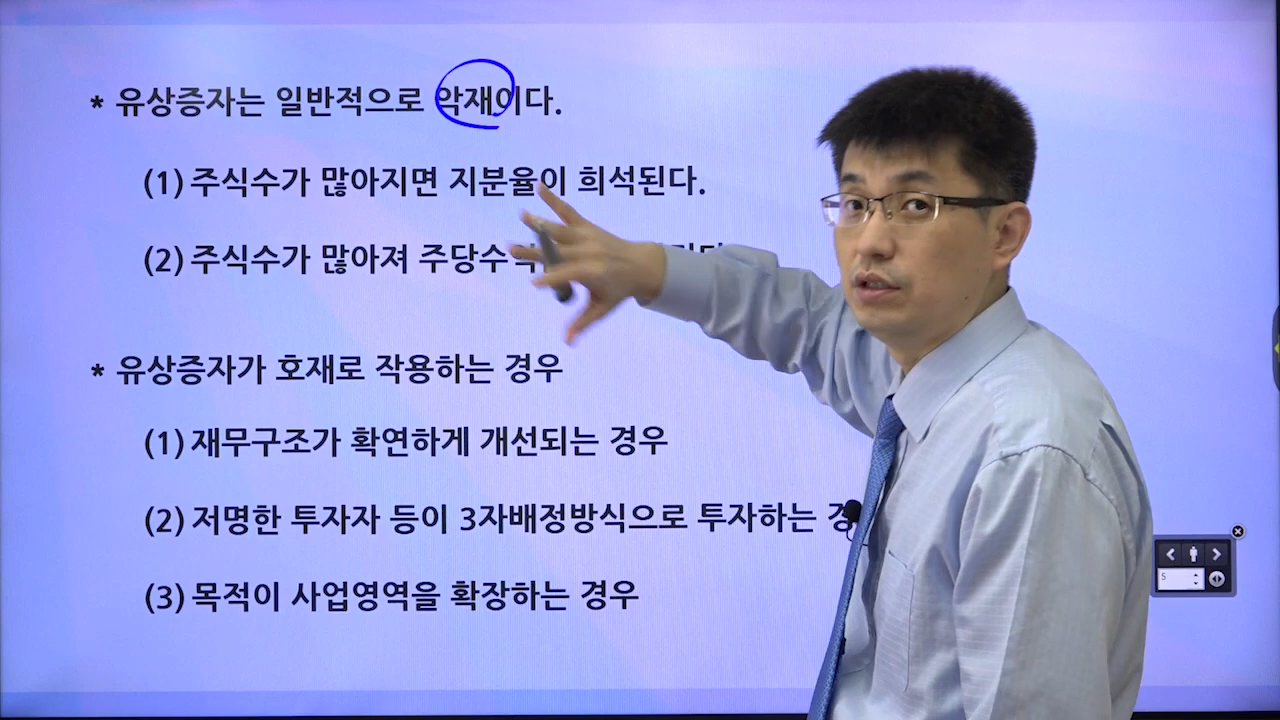 * 유상증자는 일반적으로 악재이다.
(1) 주식수가 많아지면 지분율이 희석된다.
(2) 주식수가 많아져
* 유상증자가 호재로 작용하는 경우
(1) 재무구조가 확연하게 개선되는 경우
(2) 저명한 투자자 등이 3자배정방식으로 투자하는
(3) 목적이 사업영역을 확장하는 경우
5